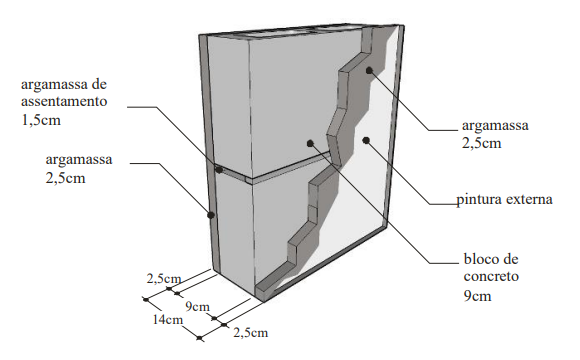 argamassa de
assentamento
1,5cm
argamassa
2,5cm
argamassa
2,5cm
pintura externa
bloco de
concreto
9cm
2,5cm
9cm
14cm
2,5cm